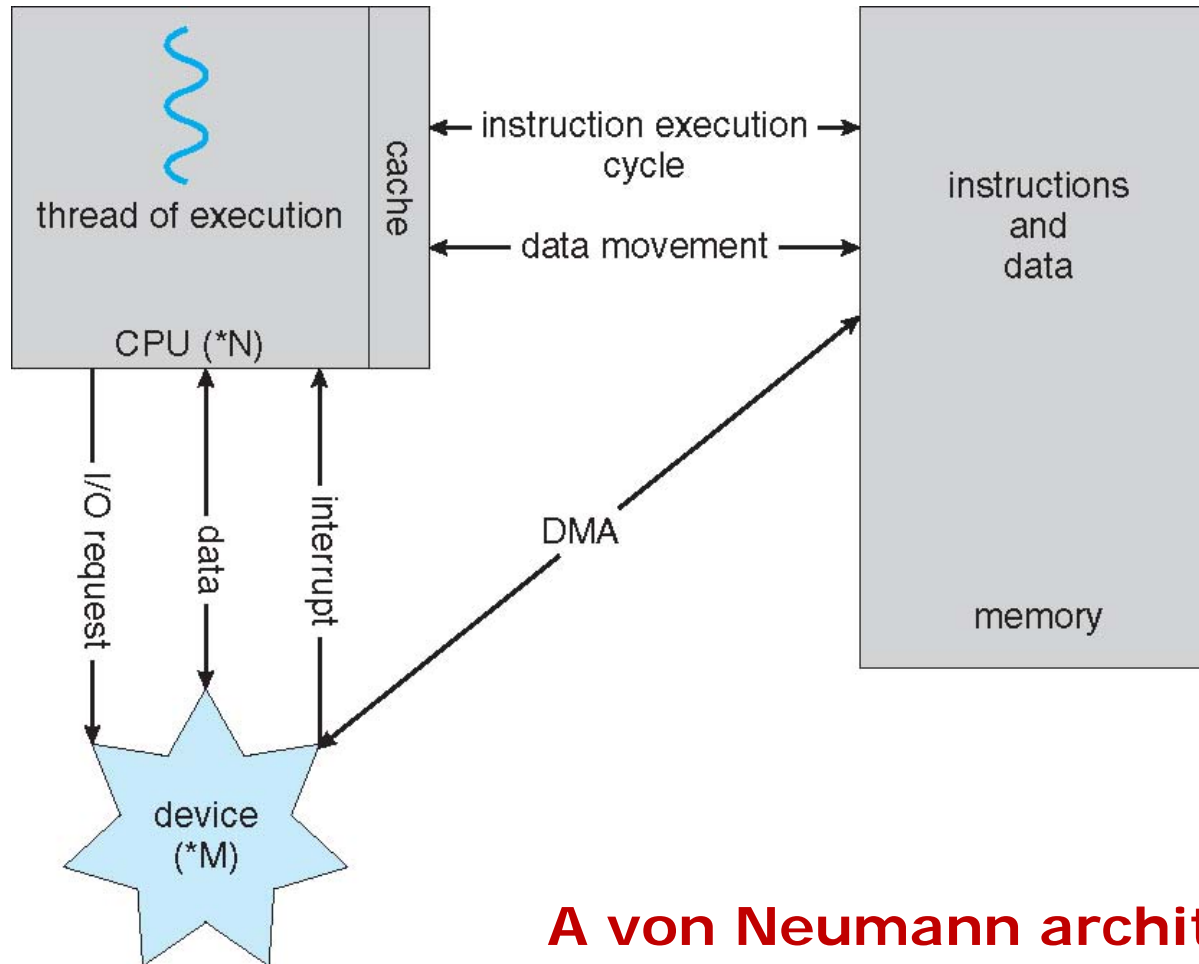 thread of execution
cache
CPU (*N)
instruction execution
cycle
data movement
instructions
and
data
memory
I/O request
data
interrupt
DMA
device
(*M)
A von Neumann archit